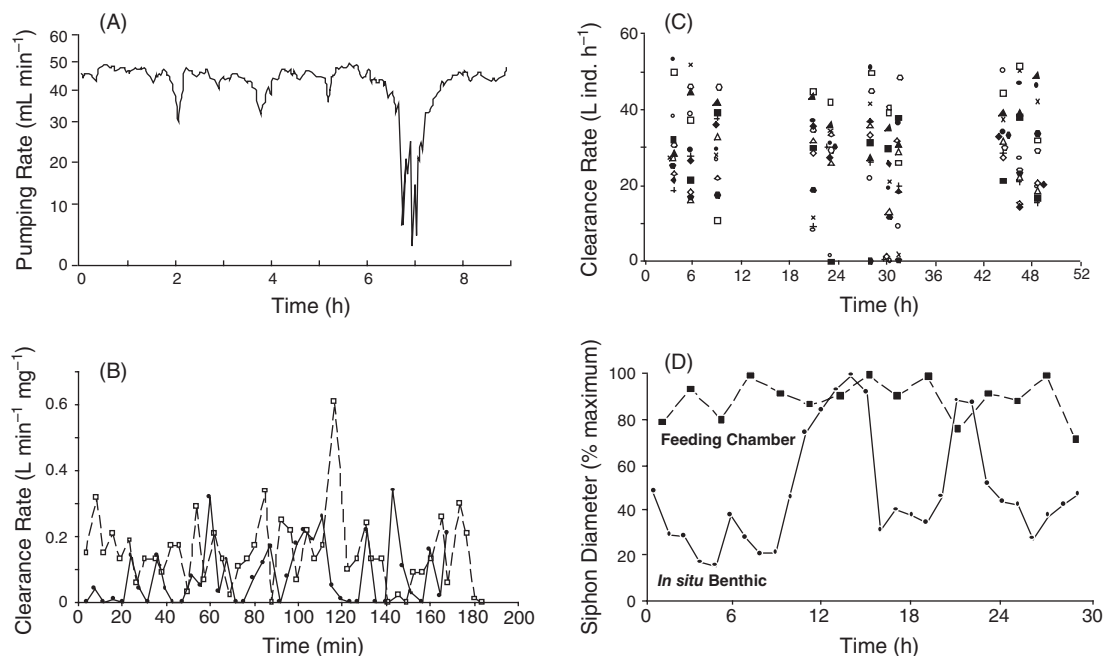 (A)
Pumping Rate (mL min⁻¹)
60
50
40
30
20
10
0
0 2 4 6 8
Time (h)
(C)
Clearance Rate (L ind. h⁻¹)
60
40
20
0
0 6 12 18 24 30 36 42 48 52
Time (h)
(B)
Clearance Rate (L min⁻¹ mg⁻¹)
0.6
0.4
0.2
0
0 20 40 60 80 100 120 140 160 180 200
Time (min)
(D)
Siphon Diameter (% maximum)
100
80
60
40
20
0
Feeding Chamber
In situ Benthic
0 6 12 18 24 30
Time (h)